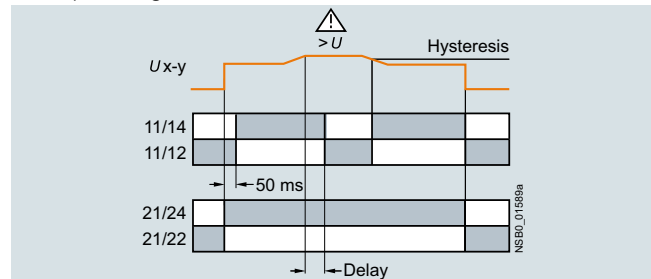 > U
Hysteresis
U x-y
11/14
11/12
50 ms
21/24
21/22
Delay
NSB0_01589a